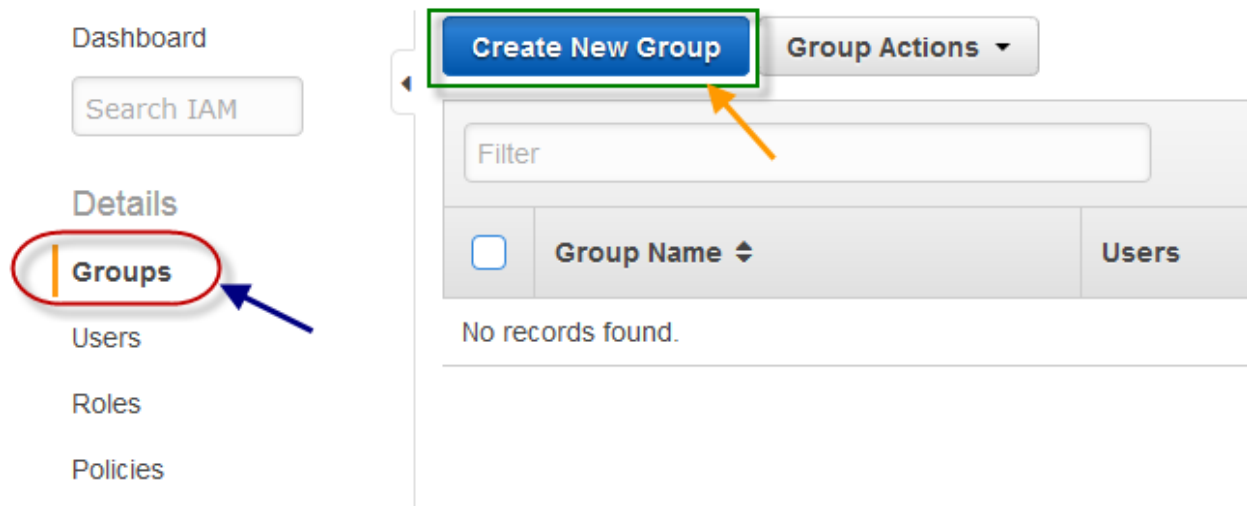 Dashboard
Search IAM
Details
Groups
Users
Roles
Policies
Create New Group
Group Actions
Filter
Group Name
Users
No records found.